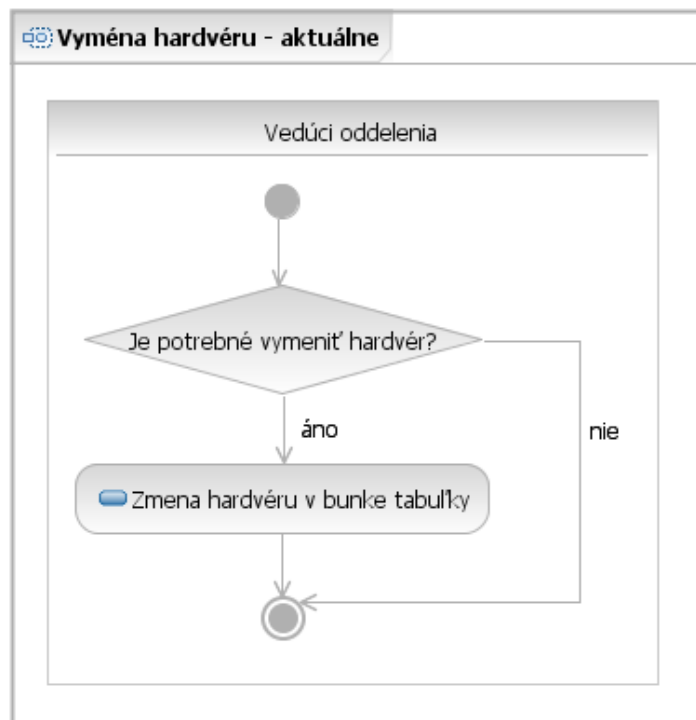 Vyména hardvéru - aktuálne
Vedúci oddelenia
Je potrebné vymeniť hardvér?
áno
nie
Zmena hardvéru v bunke tabuľky